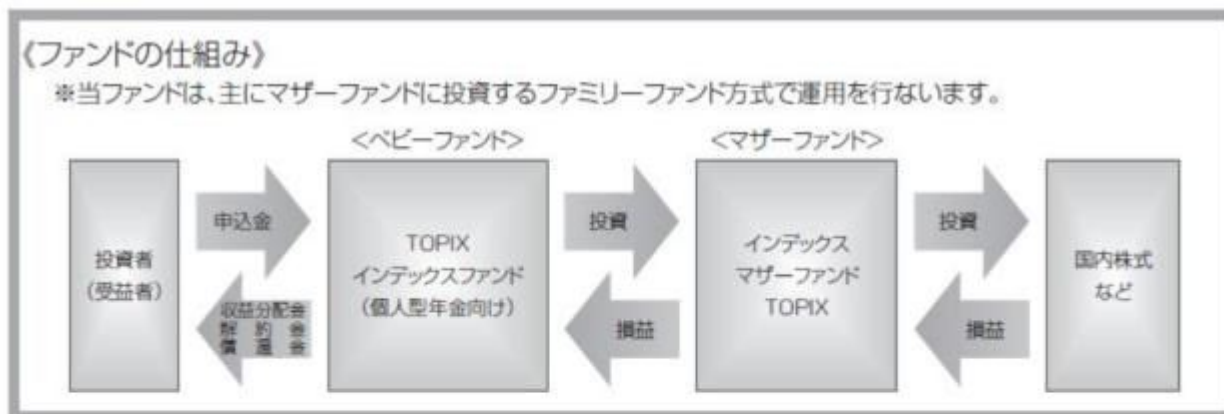 《ファンドの仕組み》
※当ファンドは、主にマザーファンドに投資するファミリーファンド方式で運用を行ないます。
<ベビーファンド>
<マザーファンド>
投資者
(受益者)
申込金
収益分配金
解約金
償還金
TOPIX
インデックスファンド
(個人型年金向け)
投資
損益
インデックス
マザーファンド
TOPIX
投資
損益
国内株式
など